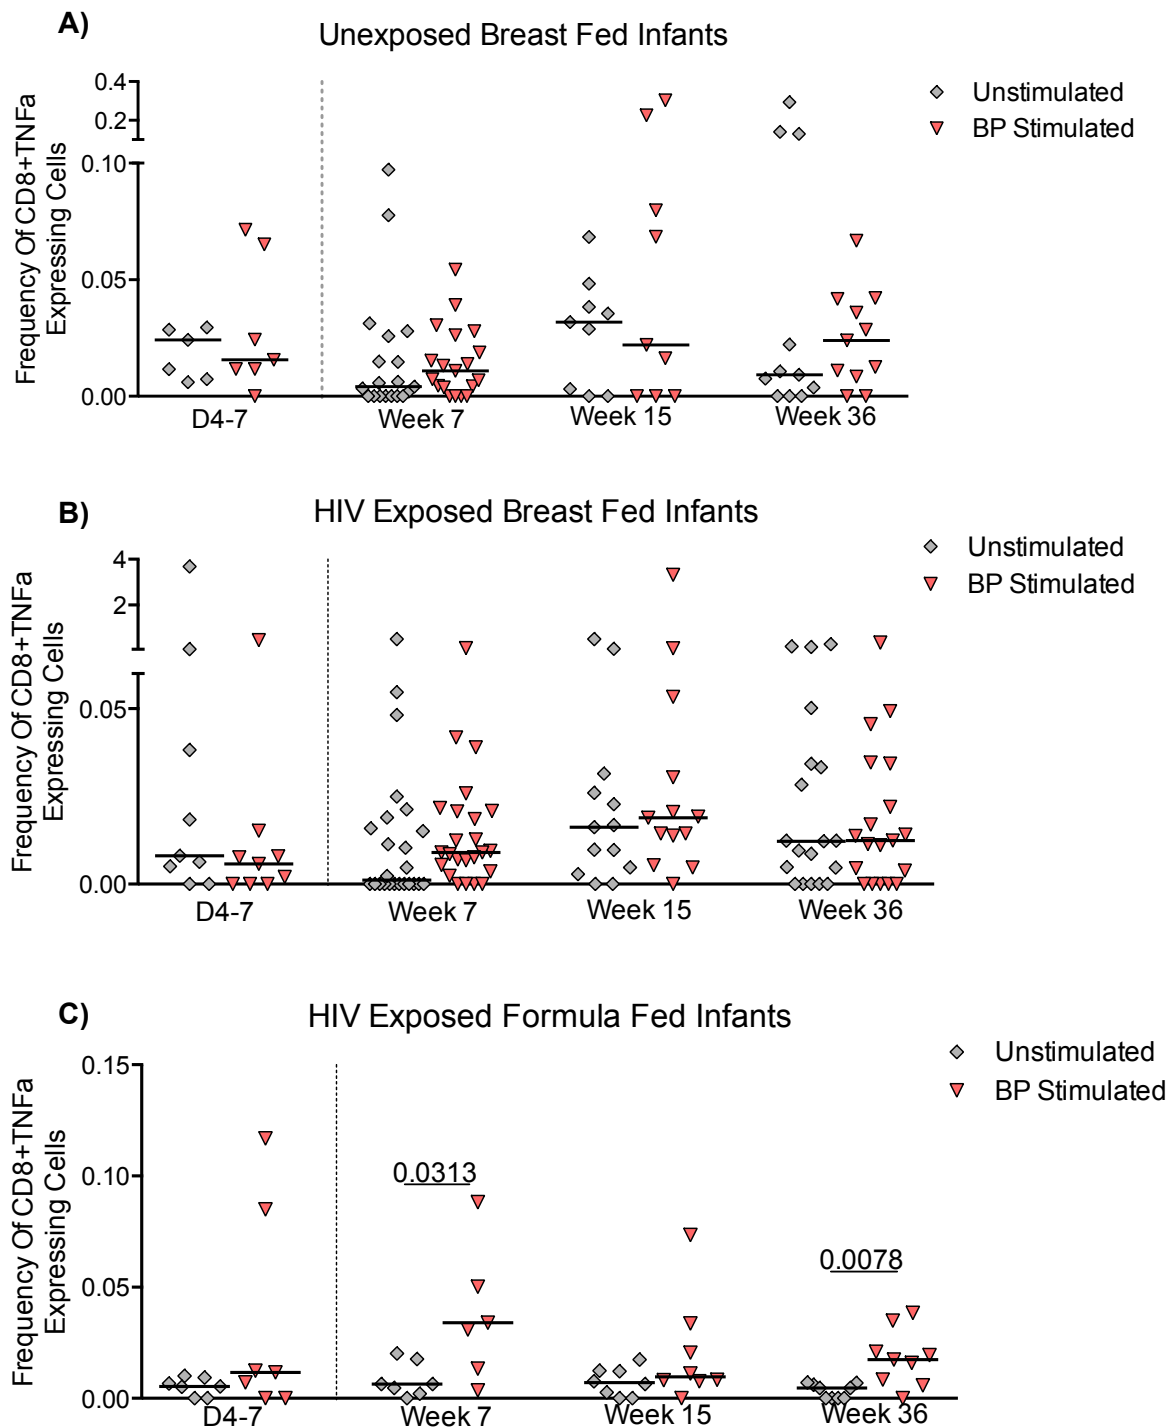 A)
Unexposed Breast Fed Infants
Frequency Of CD8+TNFa
Expressing Cells
0.4
0.2
0.10
0.05
0.00
D4-7
Week 7
Week 15
Week 36
Unstimulated
BP Stimulated
B)
HIV Exposed Breast Fed Infants
Frequency Of CD8+TNFa
Expressing Cells
4
2
0.05
0.00
D4-7
Week 7
Week 15
Week 36
Unstimulated
BP Stimulated
C)
HIV Exposed Formula Fed Infants
Frequency Of CD8+TNFa
Expressing Cells
0.15
0.10
0.05
0.00
0.0313
0.0078
D4-7
Week 7
Week 15
Week 36
Unstimulated
BP Stimulated